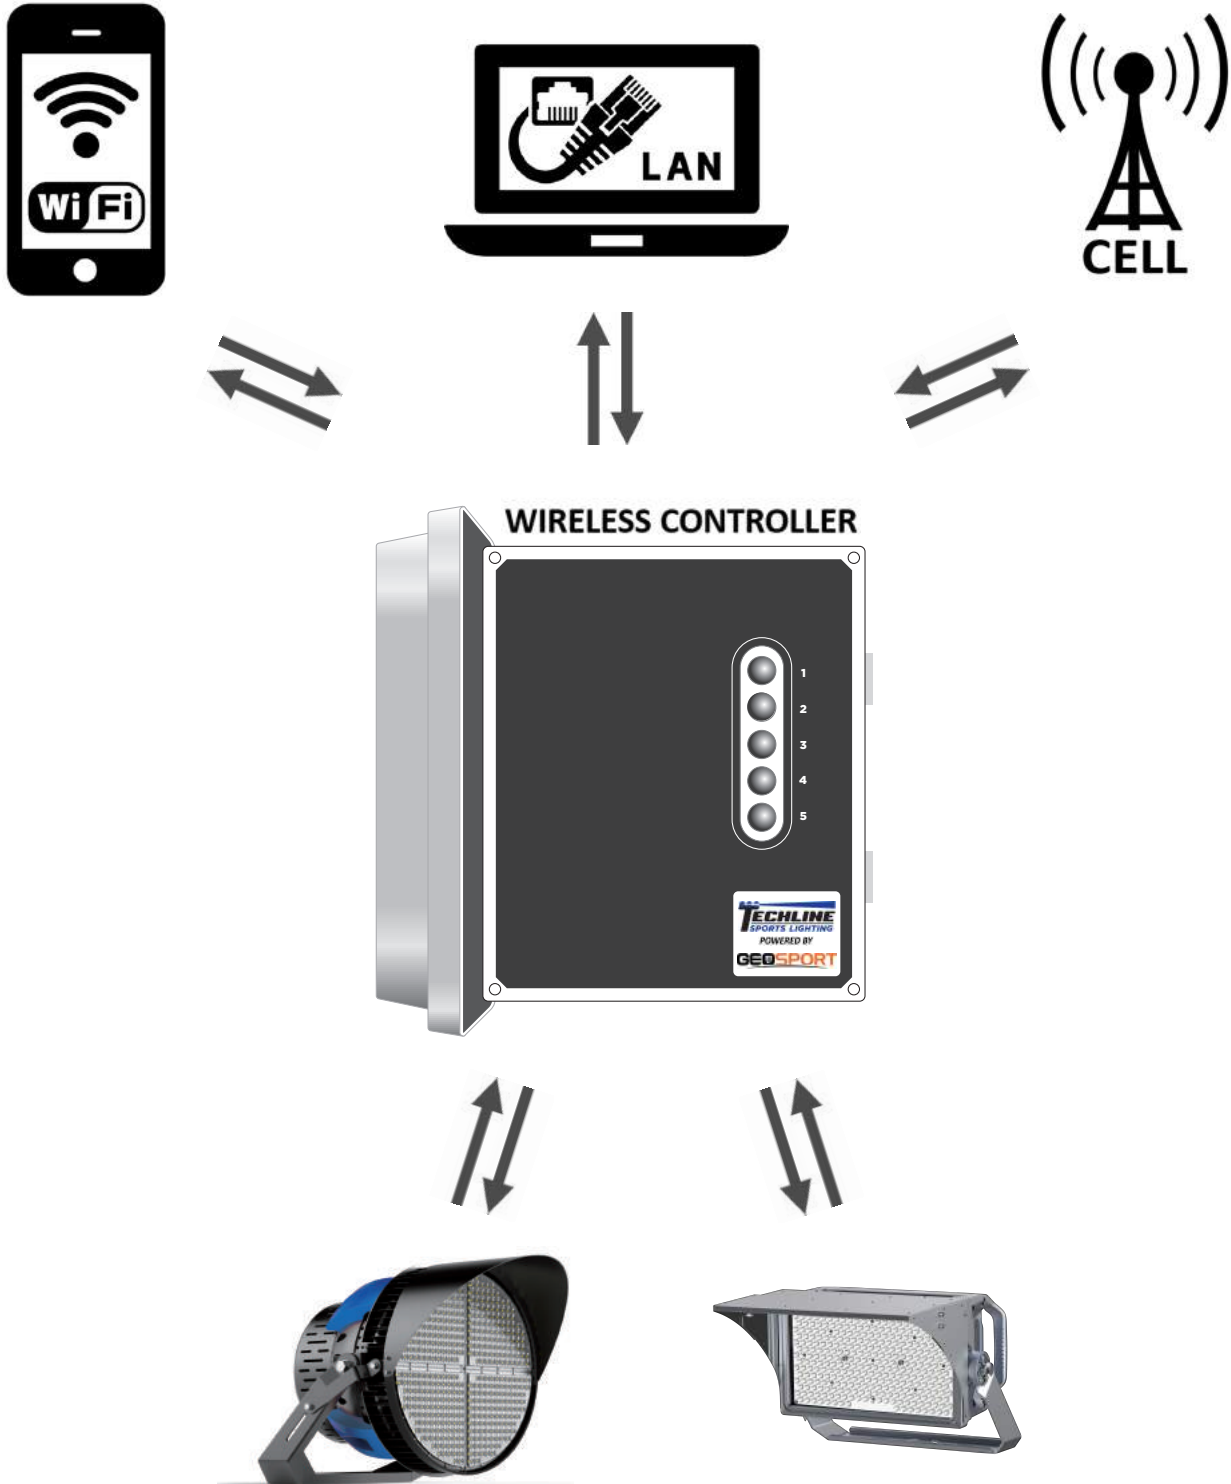 Wi Fi
LAN
CELL
WIRELESS CONTROLLER
1
2
3
4
5
TECHLINE
SPORTS LIGHTING
POWERED BY
GEOSPORT